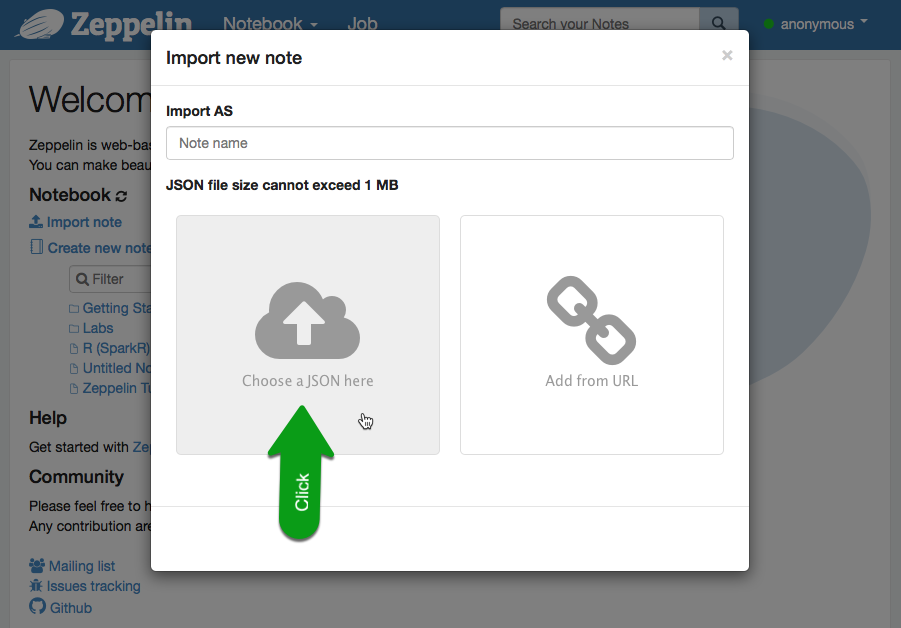 Zeppelin Notebook Job Search your Notes anonymous
Import new note ×
Welcom
Import AS
Note name
Zeppelin is web-ba
You can make beau
JSON file size cannot exceed 1 MB
Notebook
Import note
Create new note
Filter
Getting Sta
Labs
R (SparkR)
Untitled No
Zeppelin Tu
Choose a JSON here
Add from URL
Click
Help
Get started with Ze
Community
Please feel free to h
Any contribution are
Mailing list
Issues tracking
Github